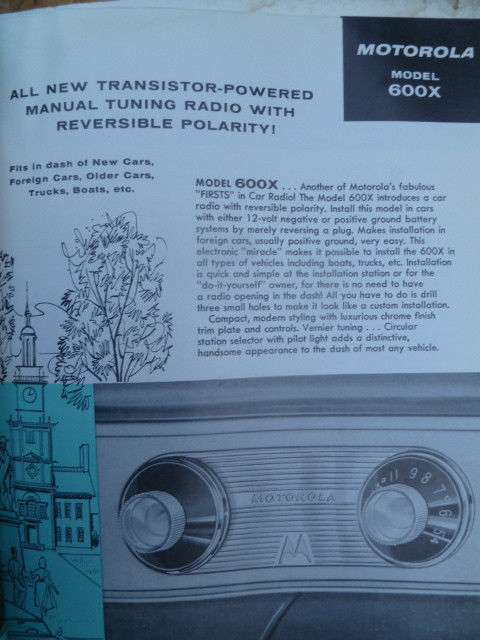 MOTOROLA
MODEL
600X
ALL NEW TRANSISTOR-POWERED
MANUAL TUNING RADIO WITH
REVERSIBLE POLARITY!
Fits in dash of New Cars,
Foreign Cars, Older Cars,
Trucks, Boats, etc.
MODEL 600X . . . Another of Motorola's fabulous
"FIRSTS" in Car Radio! The Model 600X introduces a car
radio with reversible polarity. Install this model in cars
with either 12-volt negative or positive ground battery
systems by merely reversing a plug. Makes installation in
foreign cars, usually positive ground, very easy. This
electronic "miracle" makes it possible to install the 600X in
all types of vehicles including boats, trucks, etc. Installation
is quick and simple at the installation station or for the
"do-it-yourself" owner, for there is no need to have
a radio opening in the dash! All you have to do is drill
three small holes to make it look like a custom installation.
Compact, modern styling with luxurious chrome finish
trim plate and controls. Vernier tuning . . . Circular
station selector with pilot light adds a distinctive,
handsome appearance to the dash of most any vehicle.
MOTOROLA
11 9 8 7 6 5 4